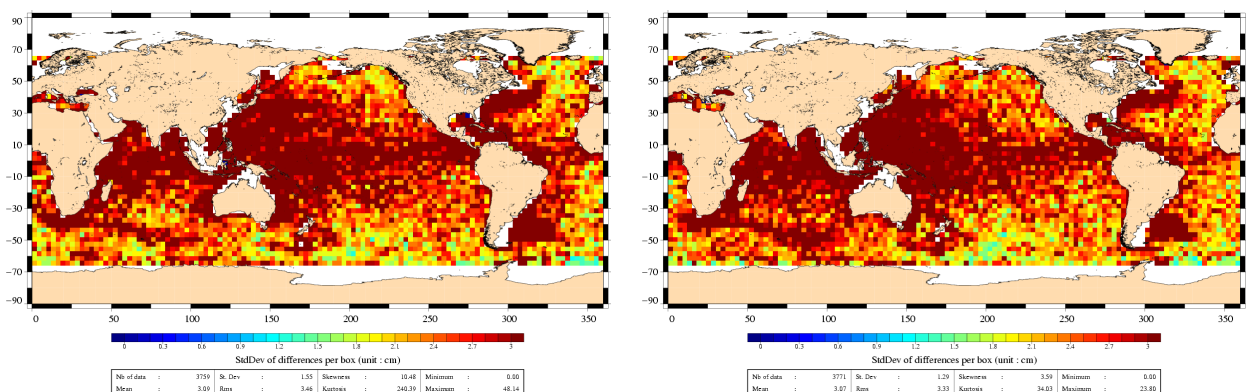 90
70
50
30
10
−10
−30
−50
−70
−90
0 50 100 150 200 250 300 350
0 0.3 0.6 0.9 1.2 1.5 1.8 2.1 2.4 2.7 3
StdDev of differences per box (unit : cm)
Nb of data : 3759 St. Dev : 1.55 Skewness : 10.48 Minimum : 0.00
Mean : 3.09 Rms : 3.46 Kurtosis : 240.39 Maximum : 48.14
90
70
50
30
10
−10
−30
−50
−70
−90
0 50 100 150 200 250 300 350
0 0.3 0.6 0.9 1.2 1.5 1.8 2.1 2.4 2.7 3
StdDev of differences per box (unit : cm)
Nb of data : 3771 St. Dev : 1.29 Skewness : 3.59 Minimum : 0.00
Mean : 3.07 Rms : 3.33 Kurtosis : 34.03 Maximum : 23.80